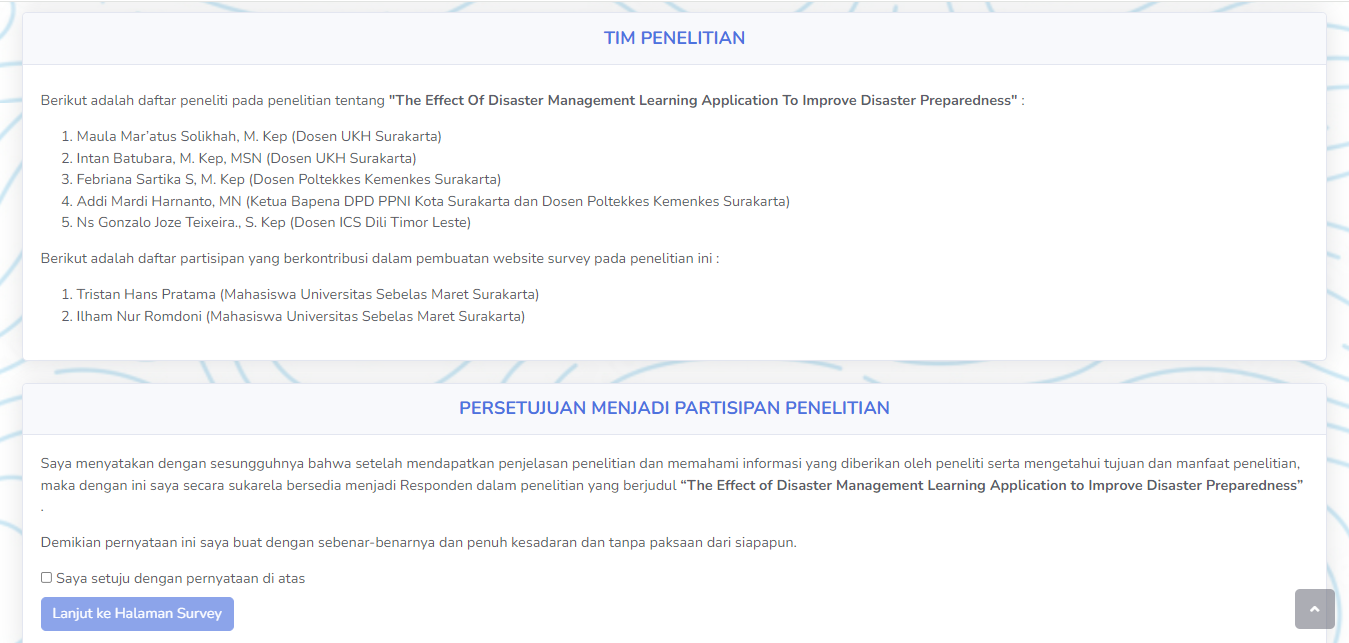 TIM PENELITIAN
Berikut adalah daftar peneliti pada penelitian tentang "The Effect Of Disaster Management Learning Application To Improve Disaster Preparedness" :
1. Maula Mar’atus Solikhah, M. Kep (Dosen UKH Surakarta)
2. Intan Batubara, M. Kep, MSN (Dosen UKH Surakarta)
3. Febriana Sartika S, M. Kep (Dosen Poltekkes Kemenkes Surakarta)
4. Addi Mardi Harnanto, MN (Ketua Bapena DPD PPNI Kota Surakarta dan Dosen Poltekkes Kemenkes Surakarta)
5. Ns Gonzalo Joze Teixeira., S. Kep (Dosen ICS Dili Timor Leste)
Berikut adalah daftar partisipan yang berkontribusi dalam pembuatan website survey pada penelitian ini :
1. Tristan Hans Pratama (Mahasiswa Universitas Sebelas Maret Surakarta)
2. Ilham Nur Romdoni (Mahasiswa Universitas Sebelas Maret Surakarta)
PERSETUJUAN MENJADI PARTISIPAN PENELITIAN
Saya menyatakan dengan sesungguhnya bahwa setelah mendapatkan penjelasan penelitian dan memahami informasi yang diberikan oleh peneliti serta mengetahui tujuan dan manfaat penelitian,
maka dengan ini saya secara sukarela bersedia menjadi Responden dalam penelitian yang berjudul “The Effect of Disaster Management Learning Application to Improve Disaster Preparedness”
.
Demikian pernyataan ini saya buat dengan sebenar-benarnya dan penuh kesadaran dan tanpa paksaan dari siapapun.
Saya setuju dengan pernyataan di atas
Lanjut ke Halaman Survey